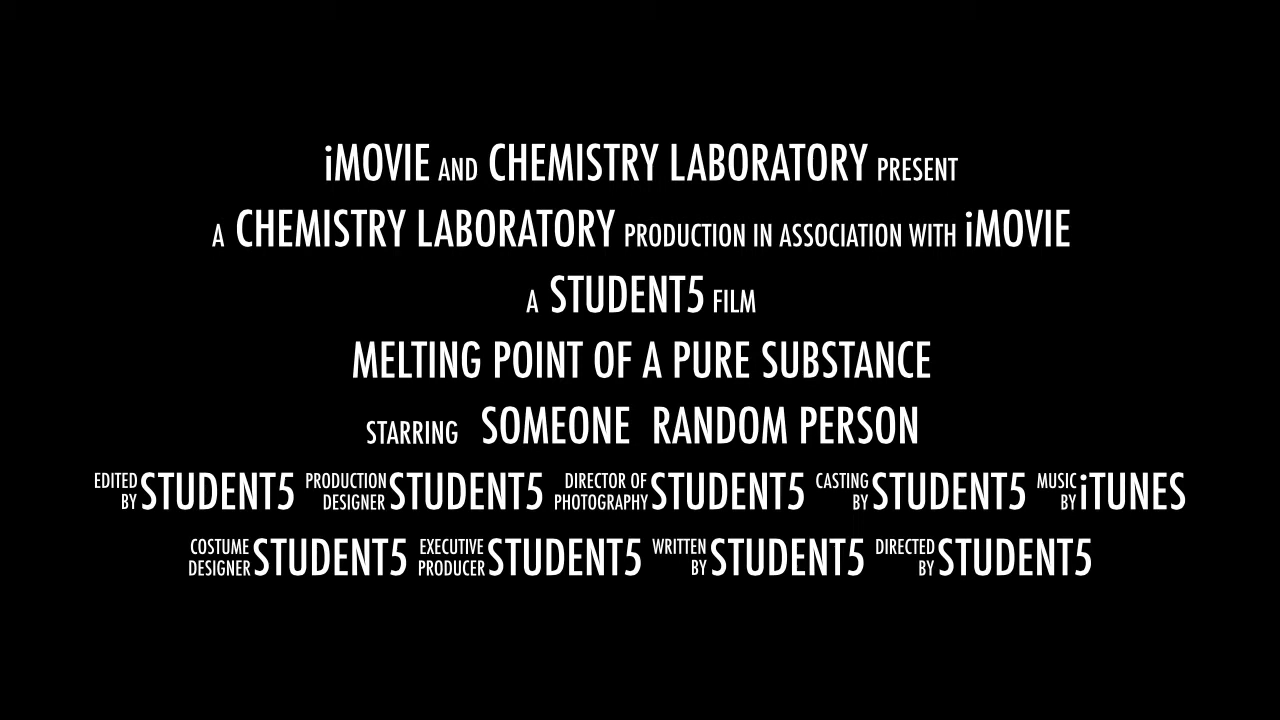 iMOVIE AND CHEMISTRY LABORATORY PRESENT
A CHEMISTRY LABORATORY PRODUCTION IN ASSOCIATION WITH iMOVIE
A STUDENT5 FILM
MELTING POINT OF A PURE SUBSTANCE
STARRING SOMEONE RANDOM PERSON
EDITED BY STUDENT5 PRODUCTION DESIGNER STUDENT5 DIRECTOR OF PHOTOGRAPHY STUDENT5 CASTING BY STUDENT5 MUSIC BY iTUNES
COSTUME DESIGNER STUDENT5 EXECUTIVE PRODUCER STUDENT5 WRITTEN BY STUDENT5 DIRECTED BY STUDENT5